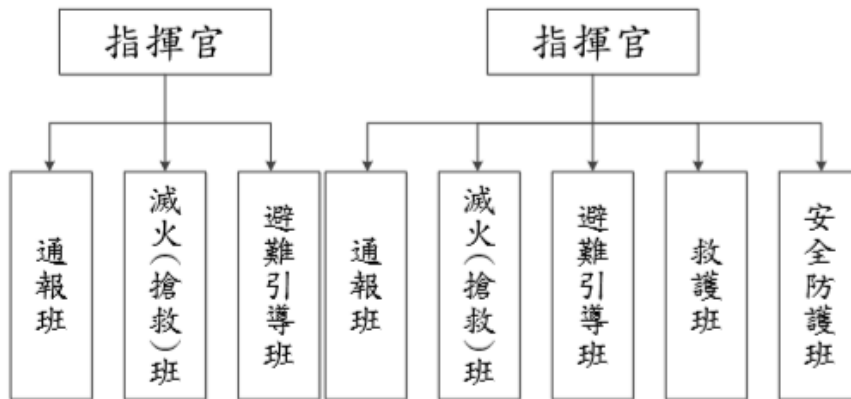 指揮官
指揮官
通報班
滅火（搶救）班
避難引導班
通報班
滅火（搶救）班
避難引導班
救護班
安全防護班